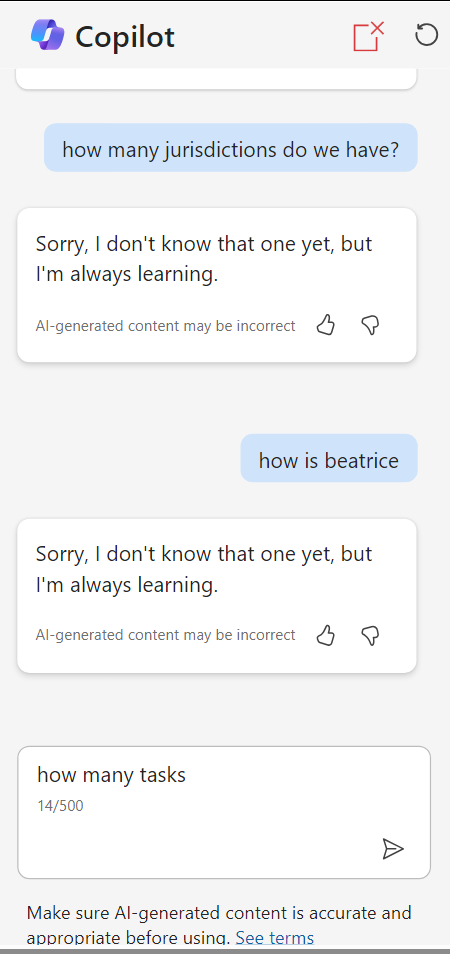 Copilot
how many jurisdictions do we have?
Sorry, I don't know that one yet, but
I'm always learning.
AI-generated content may be incorrect
how is beatrice
Sorry, I don't know that one yet, but
I'm always learning.
AI-generated content may be incorrect
how many tasks
14/500
Make sure AI-generated content is accurate and
appropriate before using. See terms